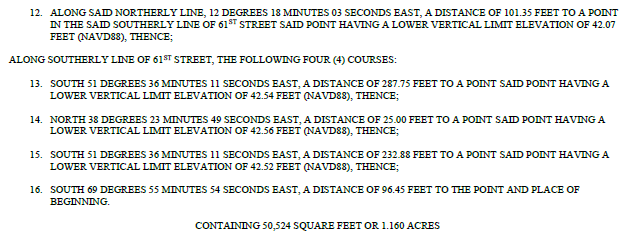 12. ALONG SAID NORTHERLY LINE, 12 DEGREES 18 MINUTES 03 SECONDS EAST, A DISTANCE OF 101.35 FEET TO A POINT
IN THE SAID SOUTHERLY LINE OF 61ST STREET SAID POINT HAVING A LOWER VERTICAL LIMIT ELEVATION OF 42.07
FEET (NAVD88), THENCE;
ALONG SOUTHERLY LINE OF 61ST STREET, THE FOLLOWING FOUR (4) COURSES:
13. SOUTH 51 DEGREES 36 MINUTES 11 SECONDS EAST, A DISTANCE OF 287.75 FEET TO A POINT SAID POINT HAVING A
LOWER VERTICAL LIMIT ELEVATION OF 42.54 FEET (NAVD88), THENCE;
14. NORTH 38 DEGREES 23 MINUTES 49 SECONDS EAST, A DISTANCE OF 25.00 FEET TO A POINT SAID POINT HAVING A
LOWER VERTICAL LIMIT ELEVATION OF 42.56 FEET (NAVD88), THENCE;
15. SOUTH 51 DEGREES 36 MINUTES 11 SECONDS EAST, A DISTANCE OF 232.88 FEET TO A POINT SAID POINT HAVING A
LOWER VERTICAL LIMIT ELEVATION OF 42.52 FEET (NAVD88), THENCE;
16. SOUTH 69 DEGREES 55 MINUTES 54 SECONDS EAST, A DISTANCE OF 96.45 FEET TO THE POINT AND PLACE OF
BEGINNING.
CONTAINING 50,524 SQUARE FEET OR 1.160 ACRES